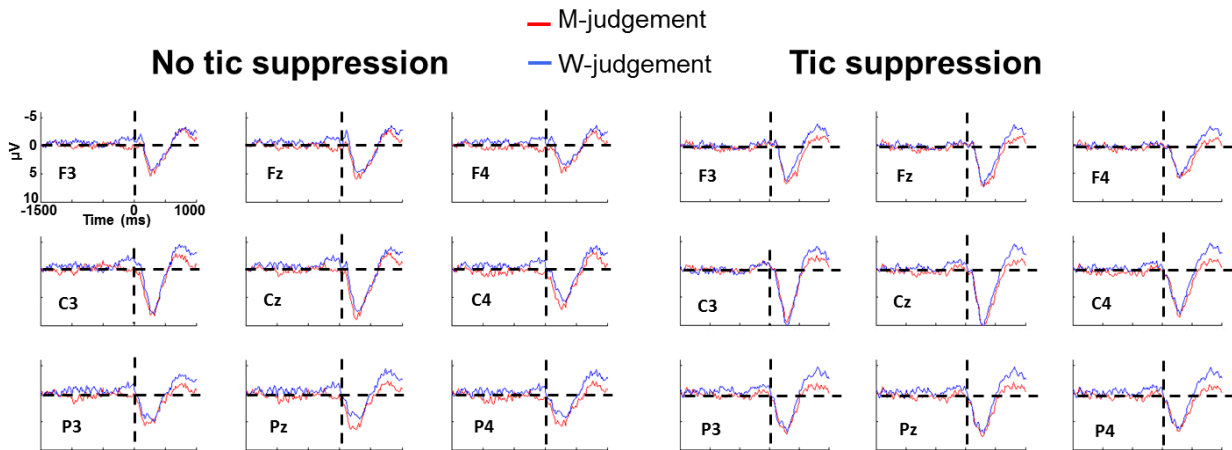 M-judgement
No tic suppression
W-judgement
Tic suppression
-5
0
5
10
µV
F3
Fz
F4
F3
Fz
F4
-1500
0
1000
Time (ms)
C3
Cz
C4
C3
Cz
C4
P3
Pz
P4
P3
Pz
P4